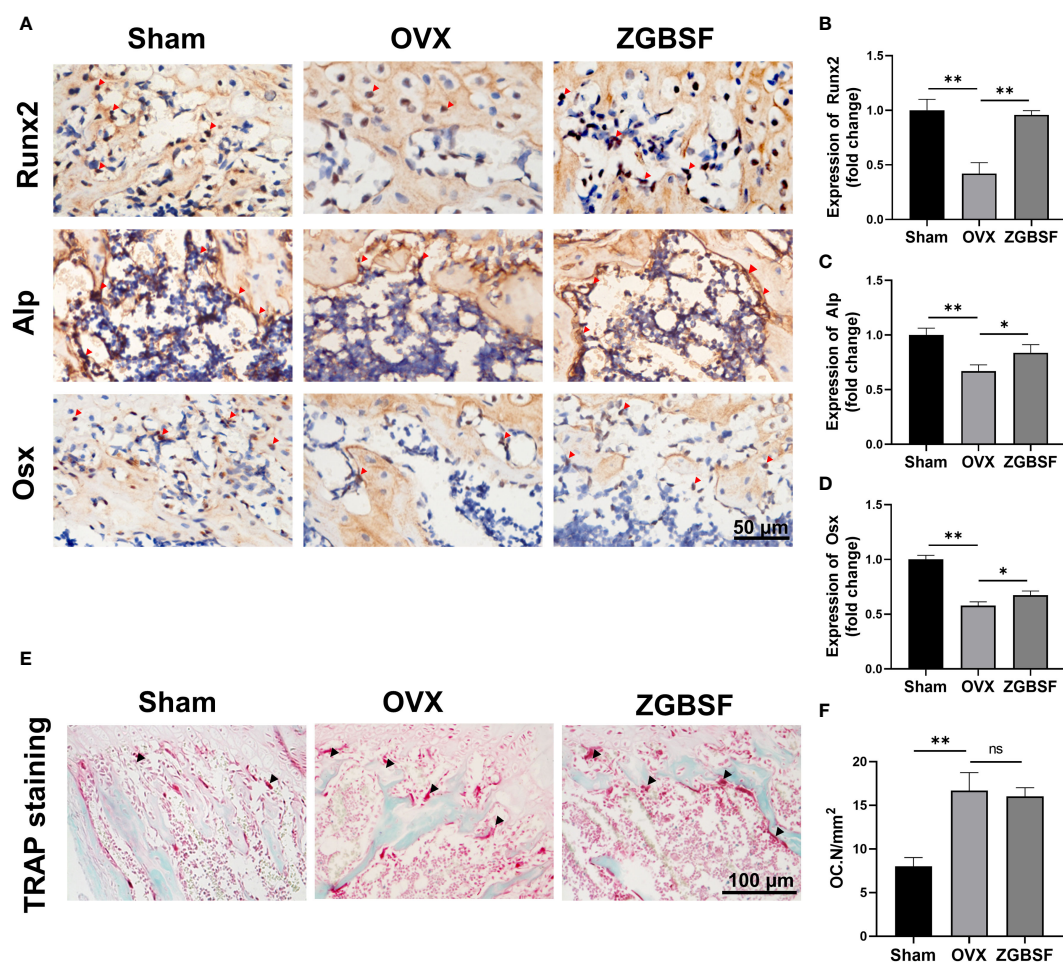 A
Sham OVX ZGBSF
Runx2
Alp
Osx
50 µm
B
Expression of Runx2
(fold change)
1.5
1.0
0.5
0.0
** **
Sham OVX ZGBSF
C
Expression of Alp
(fold change)
1.5
1.0
0.5
0.0
** *
Sham OVX ZGBSF
D
Expression of Osx
(fold change)
1.5
1.0
0.5
0.0
** *
Sham OVX ZGBSF
E
Sham OVX ZGBSF
TRAP staining
100 µm
F
OC.N/mm²
20
15
10
5
0
** ns
Sham OVX ZGBSF